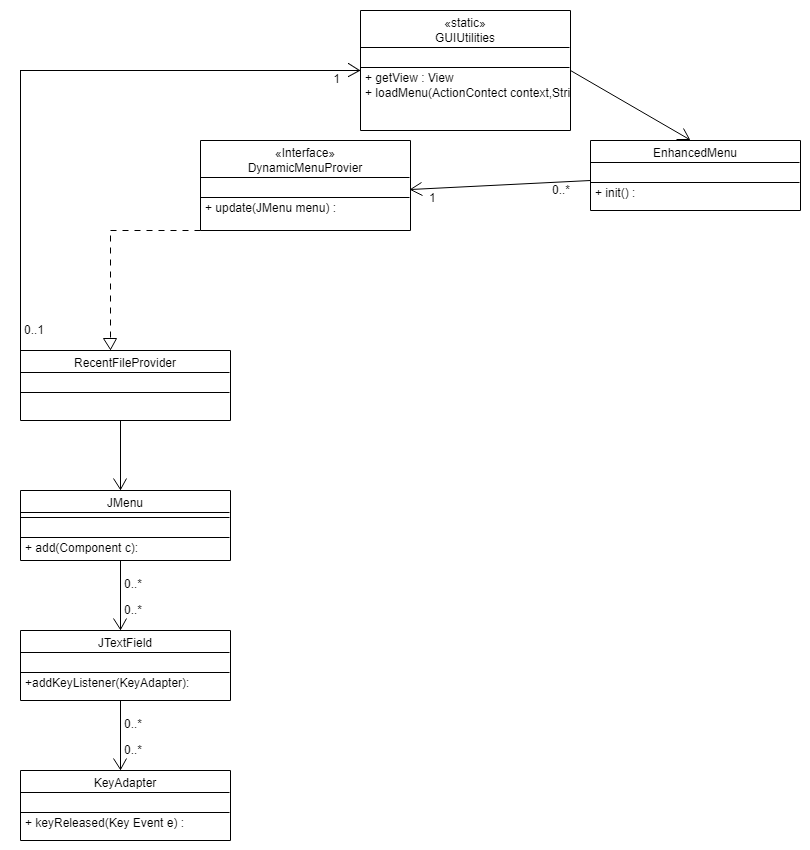 «static»
GUIUtilities
+ getView : View
1
+ loadMenu(ActionContect context,Stri
«Interface»
DynamicMenuProvier
+ update(JMenu menu) :
EnhancedMenu
+ init() :
0..*
1
0..1
RecentFileProvider
JMenu
+ add(Component c):
0..*
0..*
JTextField
+addKeyListener(KeyAdapter):
0..*
0..*
KeyAdapter
+ keyReleased(Key Event e) :